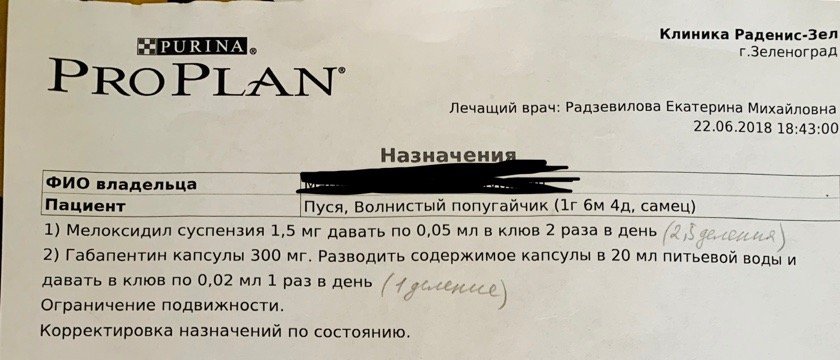 PURINA®
PRO PLAN®
Клиника Раденис-Зел
г.Зеленоград
Лечащий врач: Радзевилова Екатерина Михайловна
22.06.2018 18:43:00
Назначения
ФИО владельца
Пациент Пуся, Волнистый попугайчик (1г 6м 4д, самец)
1) Мелоксидил суспензия 1,5 мг давать по 0,05 мл в клюв 2 раза в день (2,5 деления)
2) Габапентин капсулы 300 мг. Разводить содержимое капсулы в 20 мл питьевой воды и
давать в клюв по 0,02 мл 1 раз в день (1 деление)
Ограничение подвижности.
Корректировка назначений по состоянию.